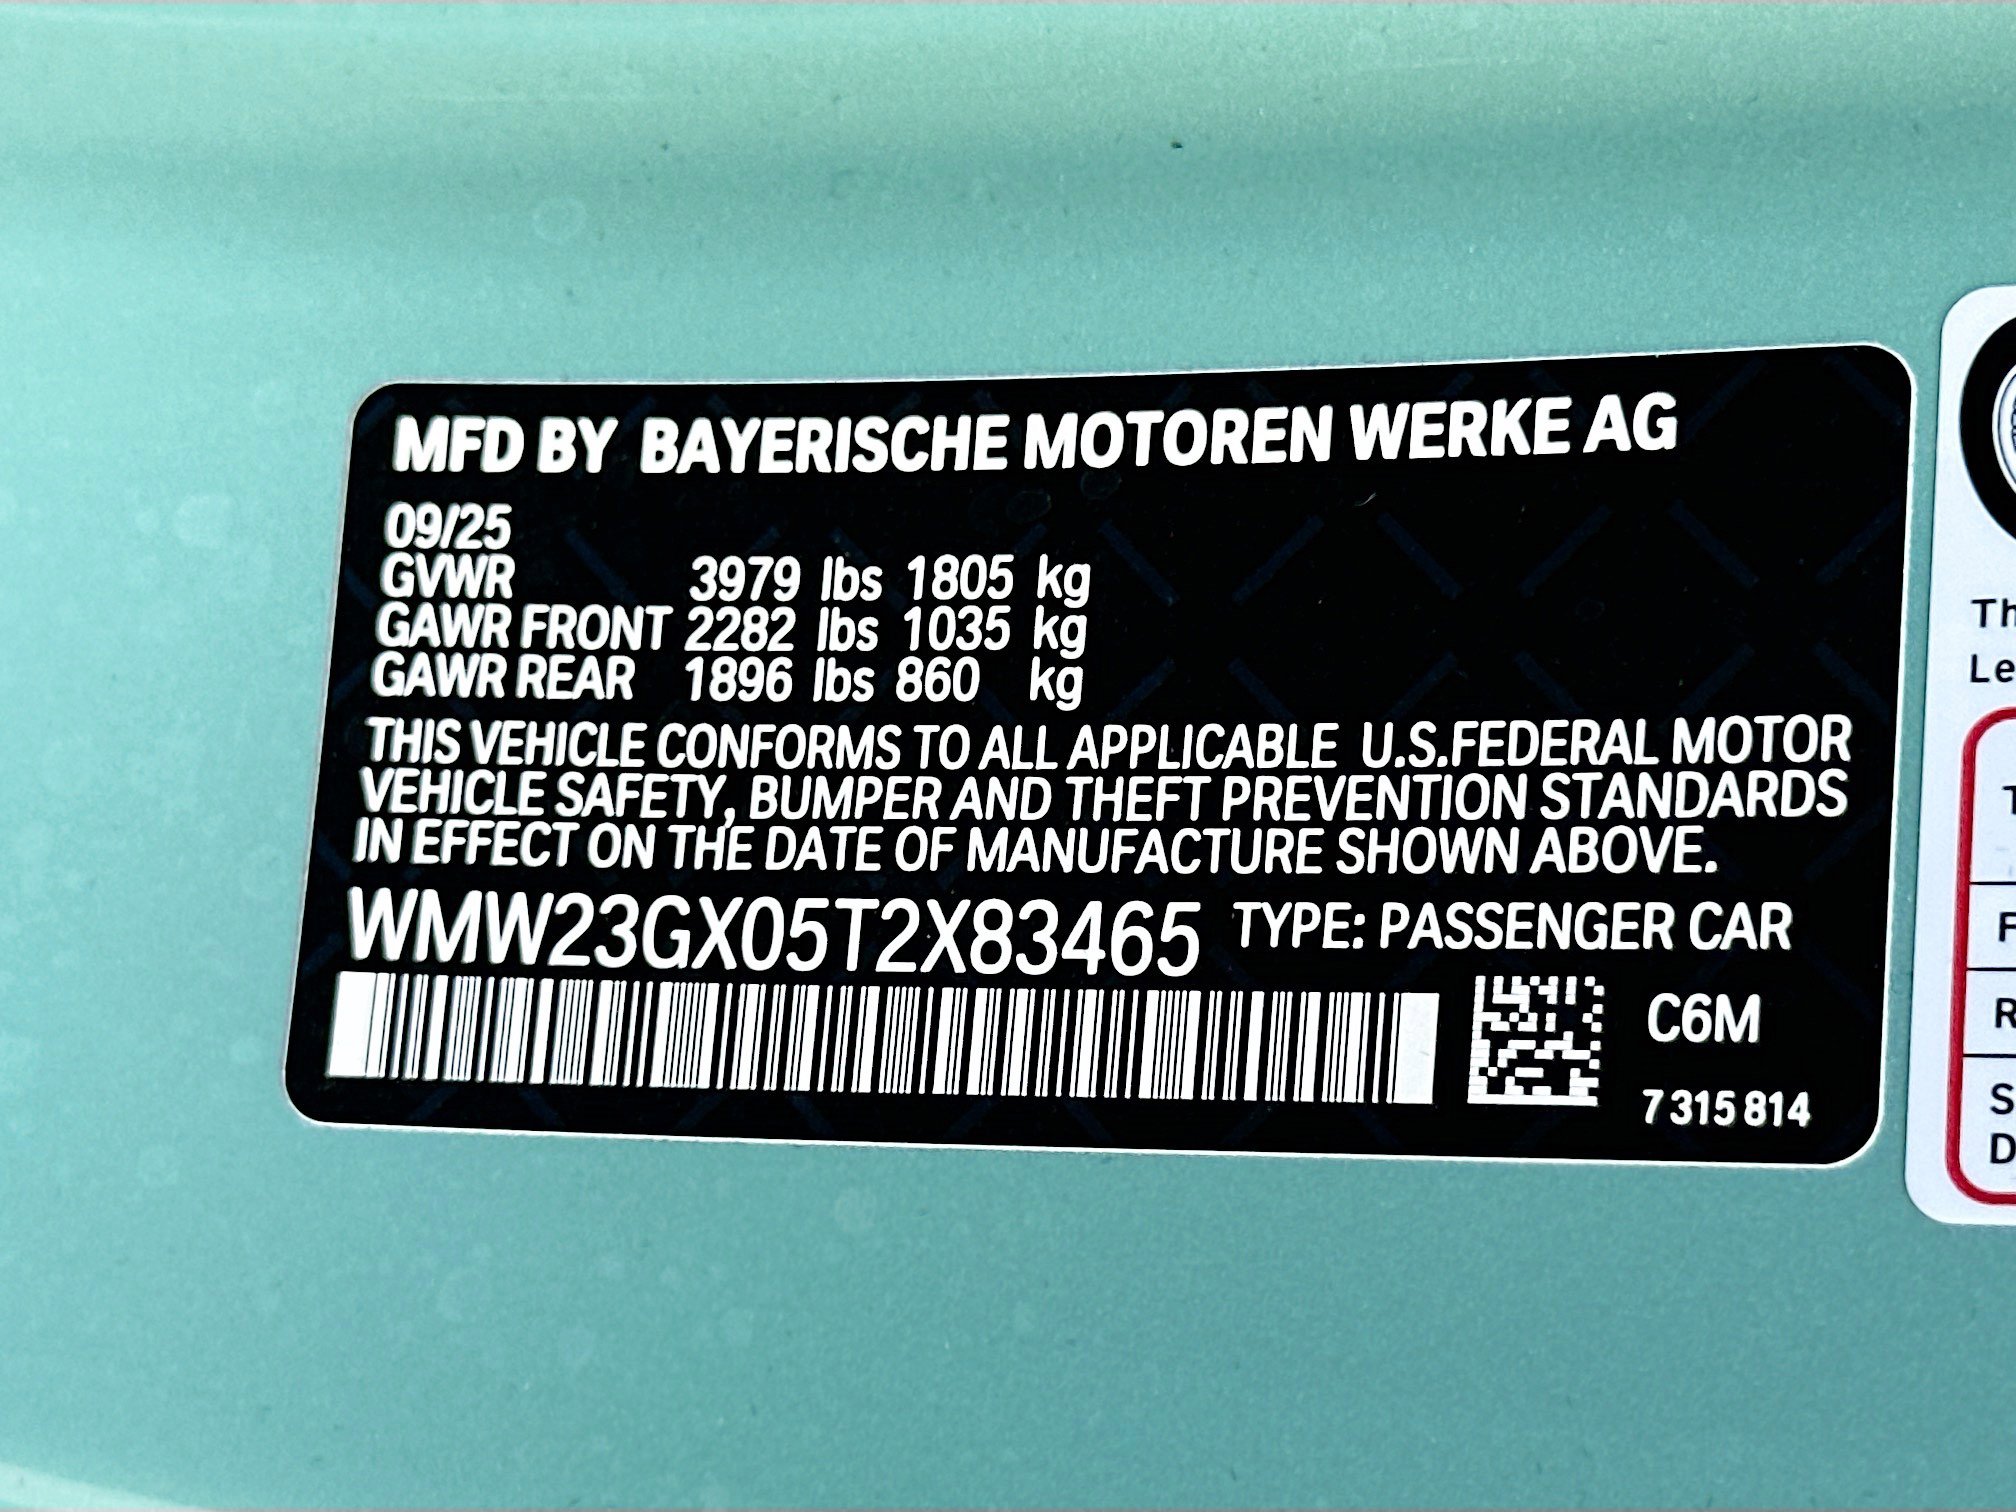 MFD BY BAYERISCHE MOTOREN WERKE AG
09/25
GVWR 3979 lbs 1805 kg
GAWR FRONT 2282 lbs 1035 kg
GAWR REAR 1896 lbs 860 kg
THIS VEHICLE CONFORMS TO ALL APPLICABLE U.S.FEDERAL MOTOR
VEHICLE SAFETY, BUMPER AND THEFT PREVENTION STANDARDS
IN EFFECT ON THE DATE OF MANUFACTURE SHOWN ABOVE.
WMW23GX05T2X83465 TYPE: PASSENGER CAR
C6M
7 315 814